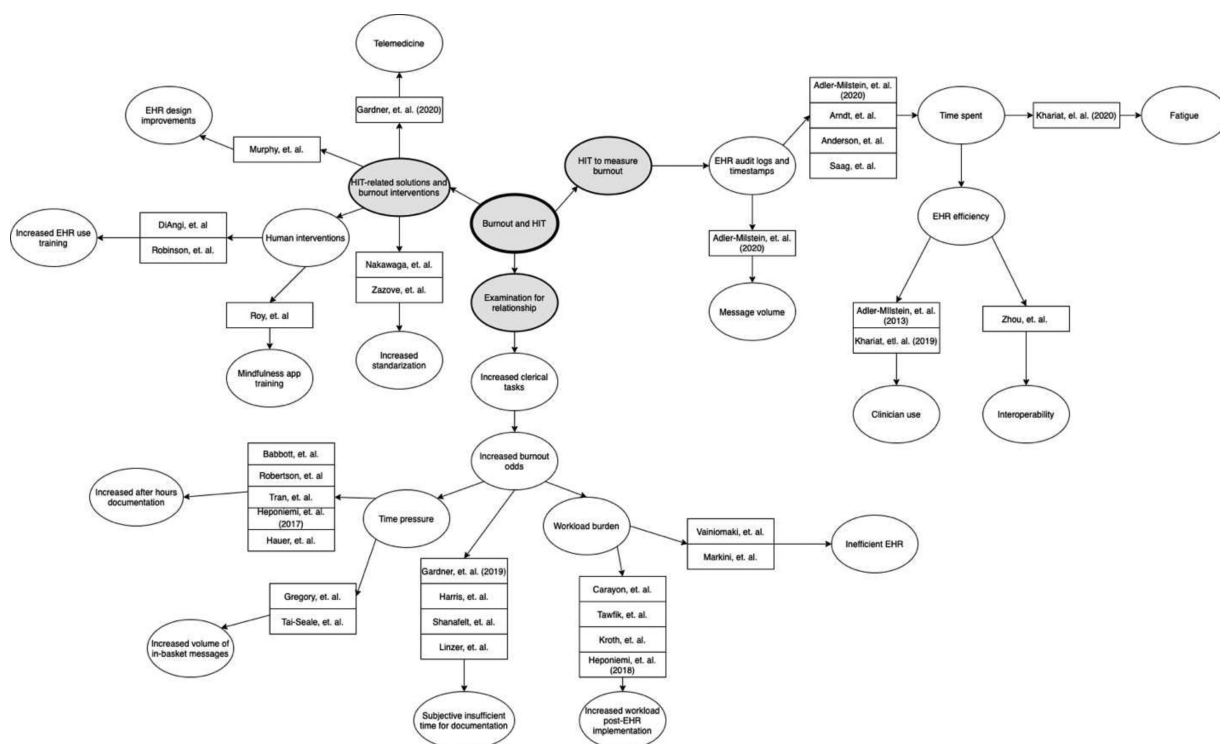 Telemedicine
Gardner, et. al. (2020)
EHR design
improvements
Murphy, et. al.
HIT-related solutions and
burnout interventions
HIT to measure
burnout
EHR audit logs and
timestamps
Adler-Milstein, et. al.
(2020)
Arndt, et. al.
Anderson, et. al.
Saag, et. al.
Time spent
Khariat, el. al. (2020)
Fatigue
Burnout and HIT
Increased EHR use
training
DiAngi, et. al
Robinson, et. al.
Human interventions
Nakawaga, et. al.
Zazove, et. al.
Examination for
relationship
Adler-Milstein, et. al.
(2020)
Message volume
EHR efficiency
Roy, et. al
Mindfulness app
training
Increased
standarization
Increased clerical
tasks
Adler-MIlstein, et. al.
(2013)
Khariat, etl. al. (2019)
Zhou, et. al.
Clinician use
Interoperability
Increased burnout
odds
Babbott, et. al.
Robertson, et. al
Tran, et. al.
Heponiemi, et. al.
(2017)
Hauer, et. al.
Increased after hours
documentation
Time pressure
Workload burden
Vainiomaki, et. al.
Markini, et. al.
Inefficient EHR
Gregory, et. al.
Tai-Seale, et. al.
Increased volume of
in-basket messages
Gardner, et. al. (2019)
Harris, et. al.
Shanafelt, et. al.
Linzer, et. al.
Carayon, et. al.
Tawfik, et. al.
Kroth, et. al.
Heponiemi, et. al.
(2018)
Subjective insufficient
time for documentation
Increased workload
post-EHR
implementation